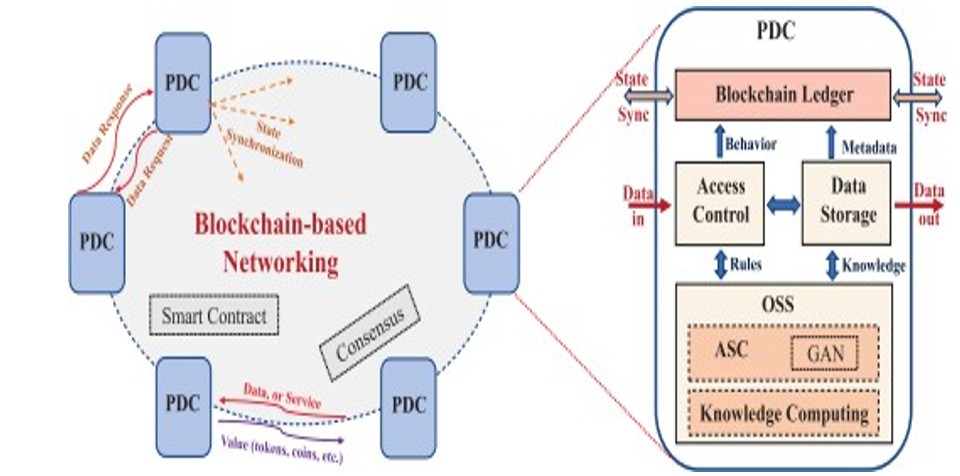 PDC
PDC
Data Response
Data Request
State
Synchronization
PDC
Blockchain-based
Networking
PDC
Smart Contract
Consensus
PDC
Data, or Service
Value (tokens, coins, etc.)
PDC
PDC
State
Sync
Blockchain Ledger
State
Sync
Behavior
Metadata
Data
in
Access
Control
Data
Storage
Data
out
Rules
Knowledge
OSS
ASC
GAN
Knowledge Computing